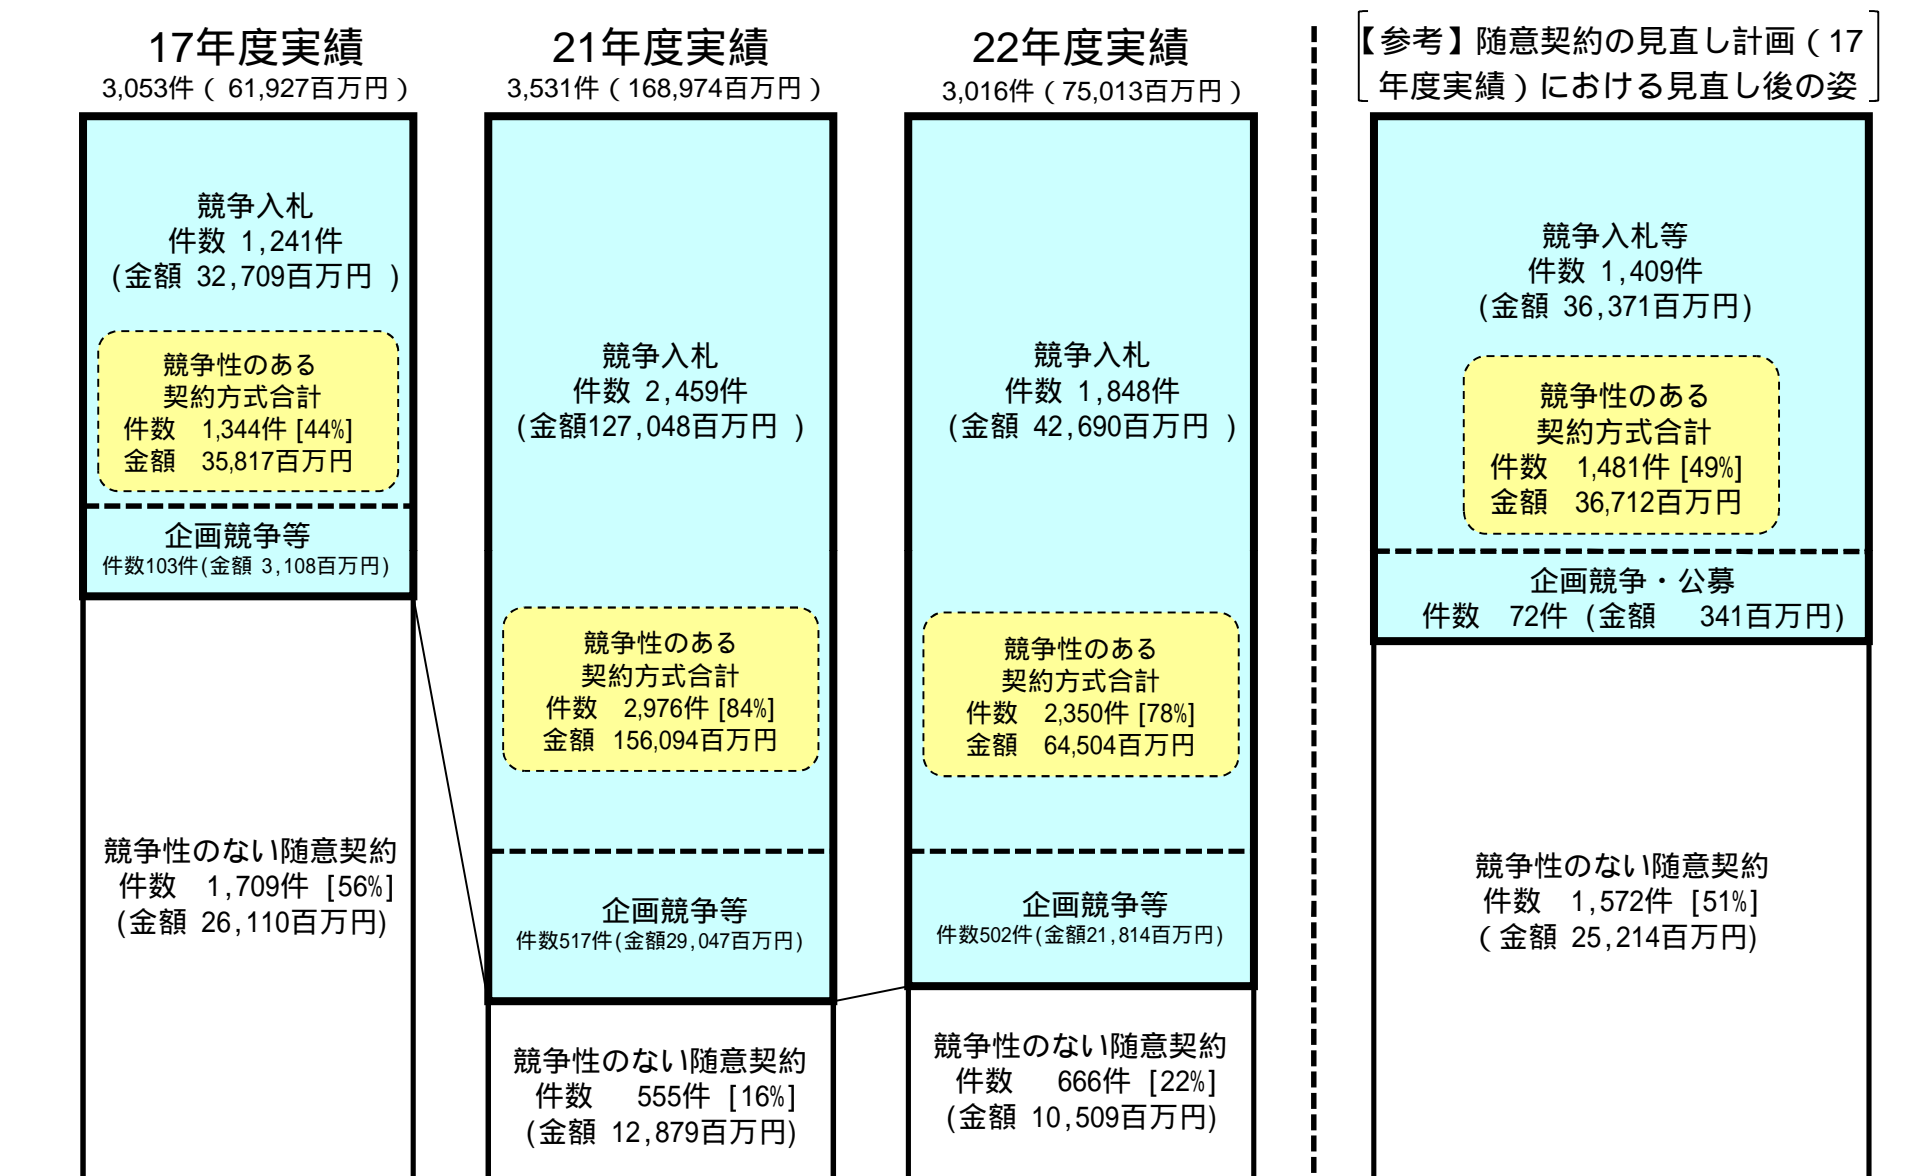 17年度実績
3,053件（ 61,927百万円）
競争入札
件数 1,241件
(金額 32,709百万円 )
競争性のある
契約方式合計
件数 1,344件 [44%]
金額 35,817百万円
企画競争等
件数103件(金額 3,108百万円)
競争性のない随意契約
件数 1,709件 [56%]
(金額 26,110百万円)
21年度実績
3,531件（168,974百万円）
競争入札
件数 2,459件
(金額127,048百万円 )
競争性のある
契約方式合計
件数 2,976件 [84%]
金額 156,094百万円
企画競争等
件数517件(金額29,047百万円)
競争性のない随意契約
件数 555件 [16%]
(金額 12,879百万円)
22年度実績
3,016件（75,013百万円）
競争入札
件数 1,848件
(金額 42,690百万円 )
競争性のある
契約方式合計
件数 2,350件 [78%]
金額 64,504百万円
企画競争等
件数502件(金額21,814百万円)
競争性のない随意契約
件数 666件 [22%]
(金額 10,509百万円)
【参考】随意契約の見直し計画（17
年度実績）における見直し後の姿
競争入札等
件数 1,409件
(金額 36,371百万円)
競争性のある
契約方式合計
件数 1,481件 [49%]
金額 36,712百万円
企画競争・公募
件数 72件 (金額 341百万円)
競争性のない随意契約
件数 1,572件 [51%]
（金額 25,214百万円)